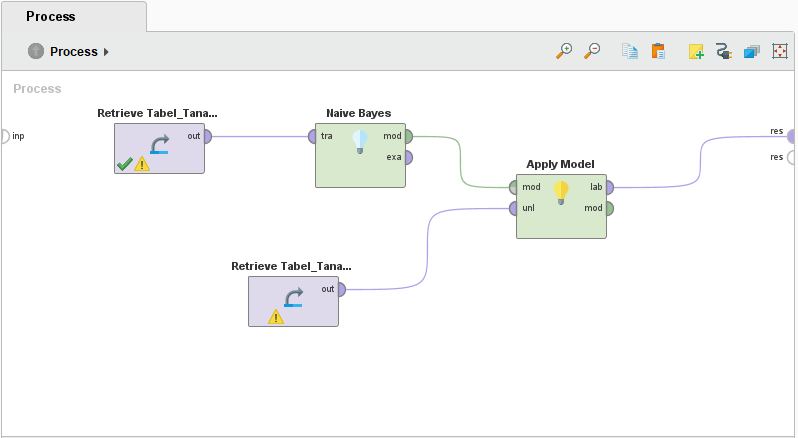 Process
Process
Process
inp
Retrieve Tabel_Tana...
out
Naive Bayes
tra
mod
exa
Apply Model
mod
lab
unl
mod
res
res
Retrieve Tabel_Tana...
out